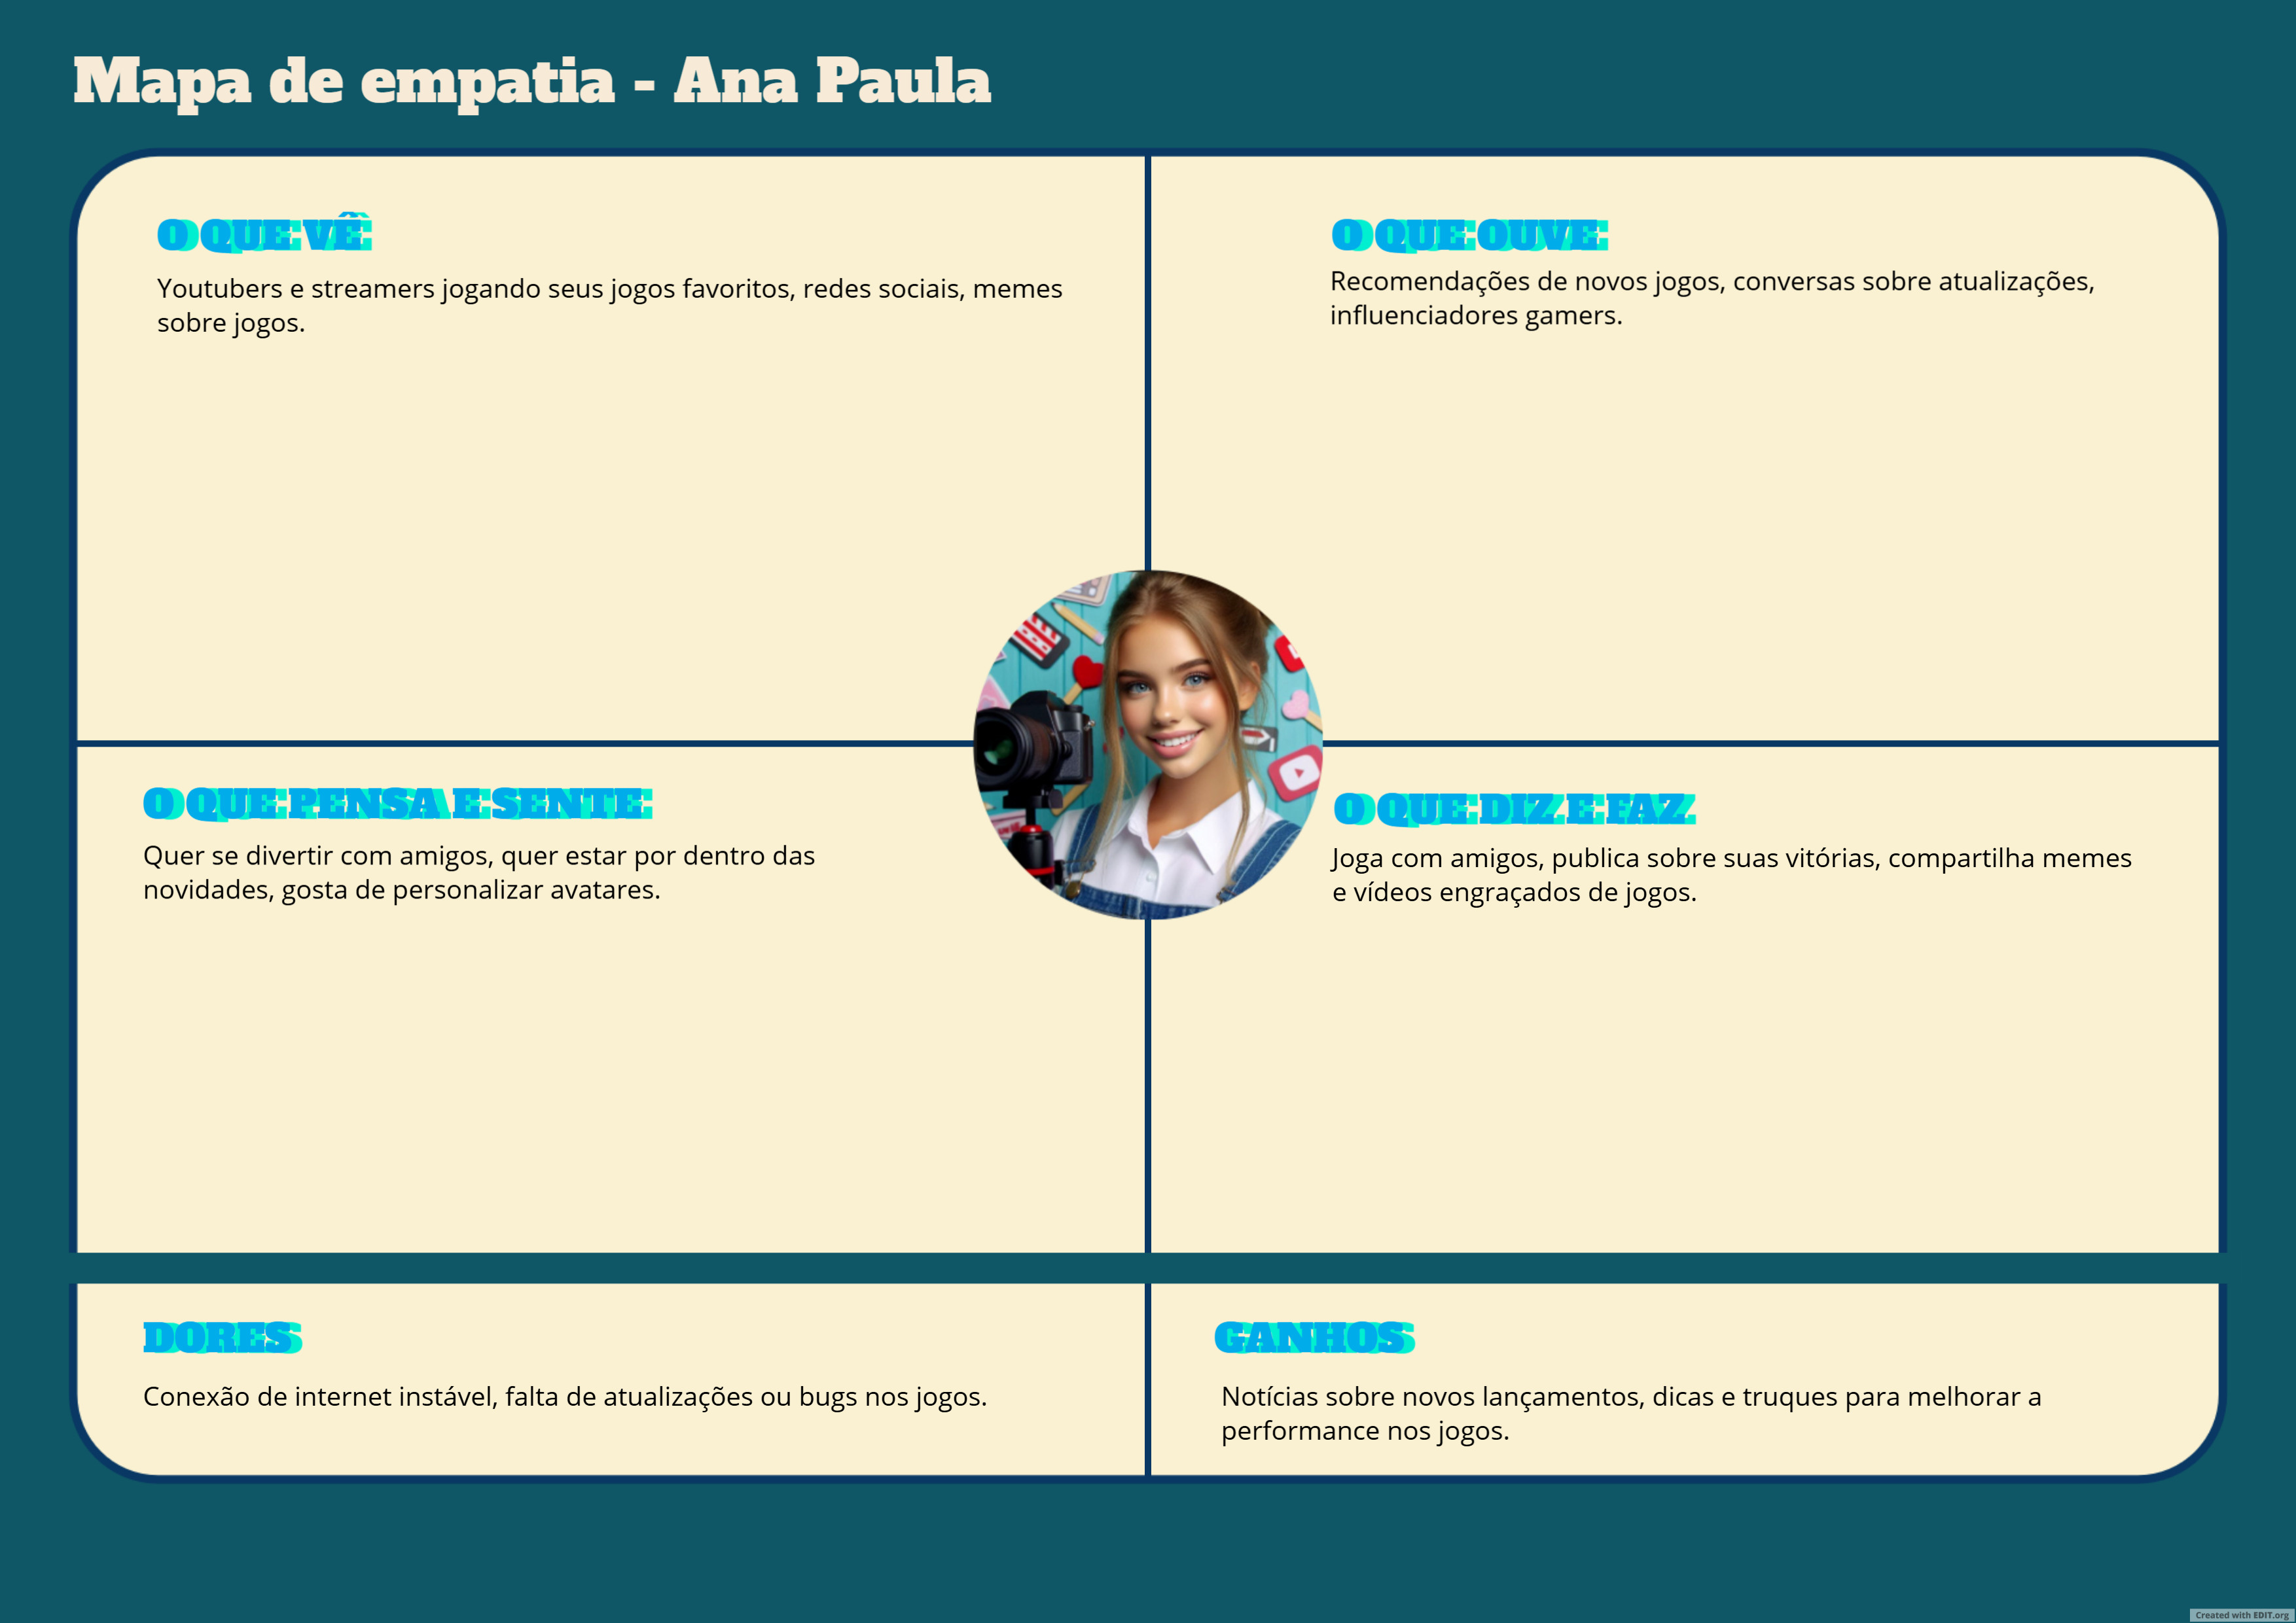 Mapa de empatia - Ana Paula
O QUE VÊ
Youtubers e streamers jogando seus jogos favoritos, redes sociais, memes
sobre jogos.
O QUE OUVE
Recomendações de novos jogos, conversas sobre atualizações,
influenciadores gamers.
O QUE PENSA E SENTE
Quer se divertir com amigos, quer estar por dentro das
novidades, gosta de personalizar avatares.
O QUE DIZ E FAZ
Joga com amigos, publica sobre suas vitórias, compartilha memes
e vídeos engraçados de jogos.
DORES
Conexão de internet instável, falta de atualizações ou bugs nos jogos.
GANHOS
Notícias sobre novos lançamentos, dicas e truques para melhorar a
performance nos jogos.
Created with EDIT.org